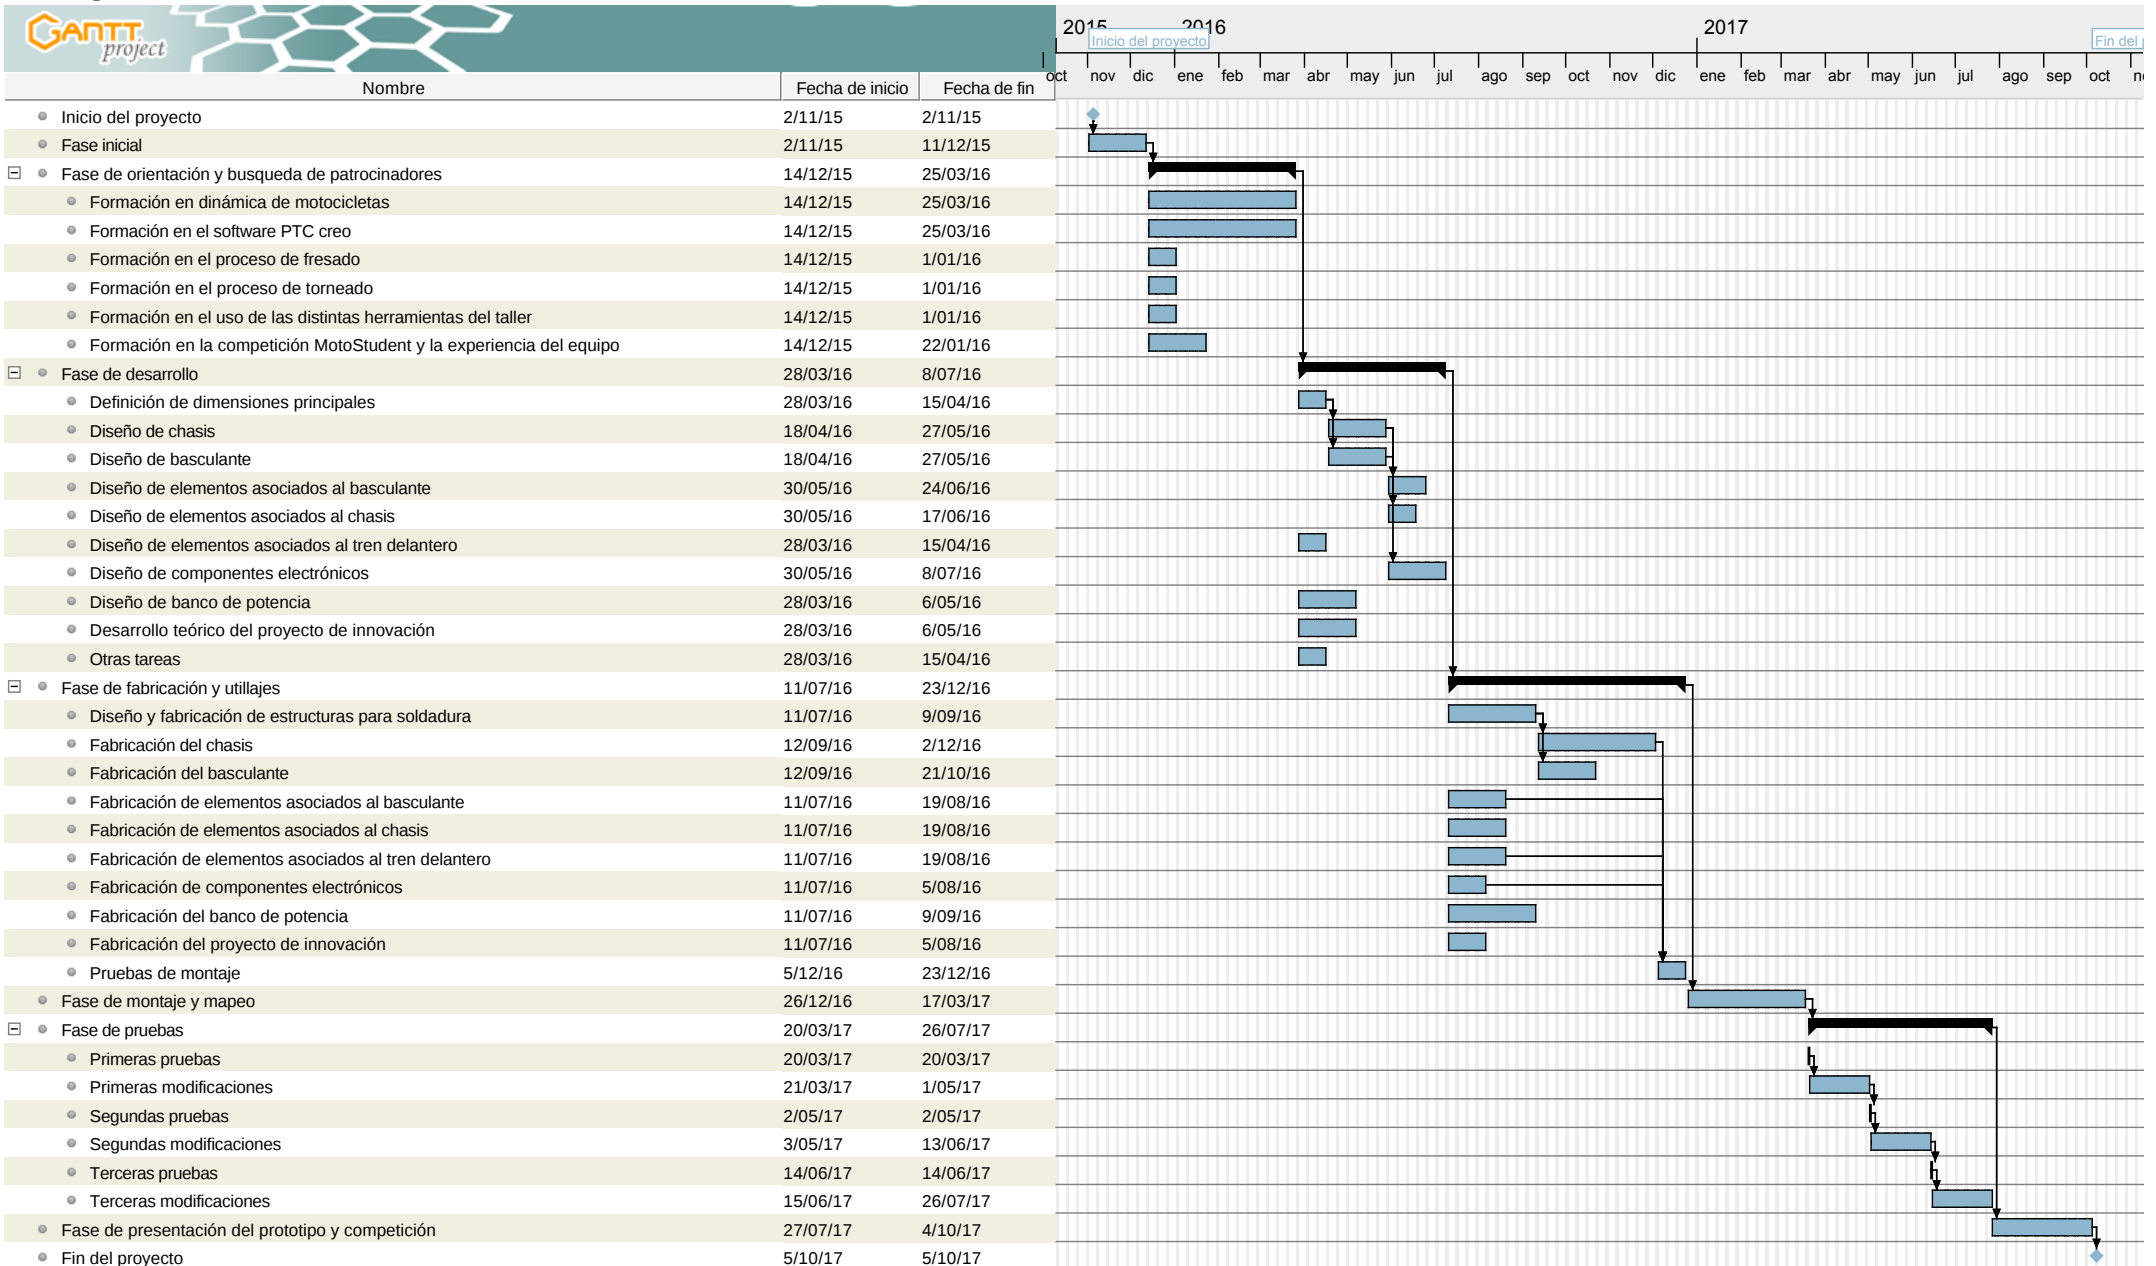 GANTT
project
2015 2016 2017
Inicio del proyecto Fin del
oct nov dic ene feb mar abr may jun jul ago sep oct nov dic ene feb mar abr may jun jul ago sep oct
Nombre Fecha de inicio Fecha de fin
Inicio del proyecto 2/11/15 2/11/15
Fase inicial 2/11/15 11/12/15
Fase de orientación y busqueda de patrocinadores 14/12/15 25/03/16
Formación en dinámica de motocicletas 14/12/15 25/03/16
Formación en el software PTC creo 14/12/15 25/03/16
Formación en el proceso de fresado 14/12/15 1/01/16
Formación en el proceso de torneado 14/12/15 1/01/16
Formación en el uso de las distintas herramientas del taller 14/12/15 1/01/16
Formación en la competición MotoStudent y la experiencia del equipo 14/12/15 22/01/16
Fase de desarrollo 28/03/16 8/07/16
Definición de dimensiones principales 28/03/16 15/04/16
Diseño de chasis 18/04/16 27/05/16
Diseño de basculante 18/04/16 27/05/16
Diseño de elementos asociados al basculante 30/05/16 24/06/16
Diseño de elementos asociados al chasis 30/05/16 17/06/16
Diseño de elementos asociados al tren delantero 28/03/16 15/04/16
Diseño de componentes electrónicos 30/05/16 8/07/16
Diseño de banco de potencia 28/03/16 6/05/16
Desarrollo teórico del proyecto de innovación 28/03/16 6/05/16
Otras tareas 28/03/16 15/04/16
Fase de fabricación y utillajes 11/07/16 23/12/16
Diseño y fabricación de estructuras para soldadura 11/07/16 9/09/16
Fabricación del chasis 12/09/16 2/12/16
Fabricación del basculante 12/09/16 21/10/16
Fabricación de elementos asociados al basculante 11/07/16 19/08/16
Fabricación de elementos asociados al chasis 11/07/16 19/08/16
Fabricación de elementos asociados al tren delantero 11/07/16 19/08/16
Fabricación de componentes electrónicos 11/07/16 5/08/16
Fabricación del banco de potencia 11/07/16 9/09/16
Fabricación del proyecto de innovación 11/07/16 5/08/16
Pruebas de montaje 5/12/16 23/12/16
Fase de montaje y mapeo 26/12/16 17/03/17
Fase de pruebas 20/03/17 26/07/17
Primeras pruebas 20/03/17 20/03/17
Primeras modificaciones 21/03/17 1/05/17
Segundas pruebas 2/05/17 2/05/17
Segundas modificaciones 3/05/17 13/06/17
Terceras pruebas 14/06/17 14/06/17
Terceras modificaciones 15/06/17 26/07/17
Fase de presentación del prototipo y competición 27/07/17 4/10/17
Fin del proyecto 5/10/17 5/10/17